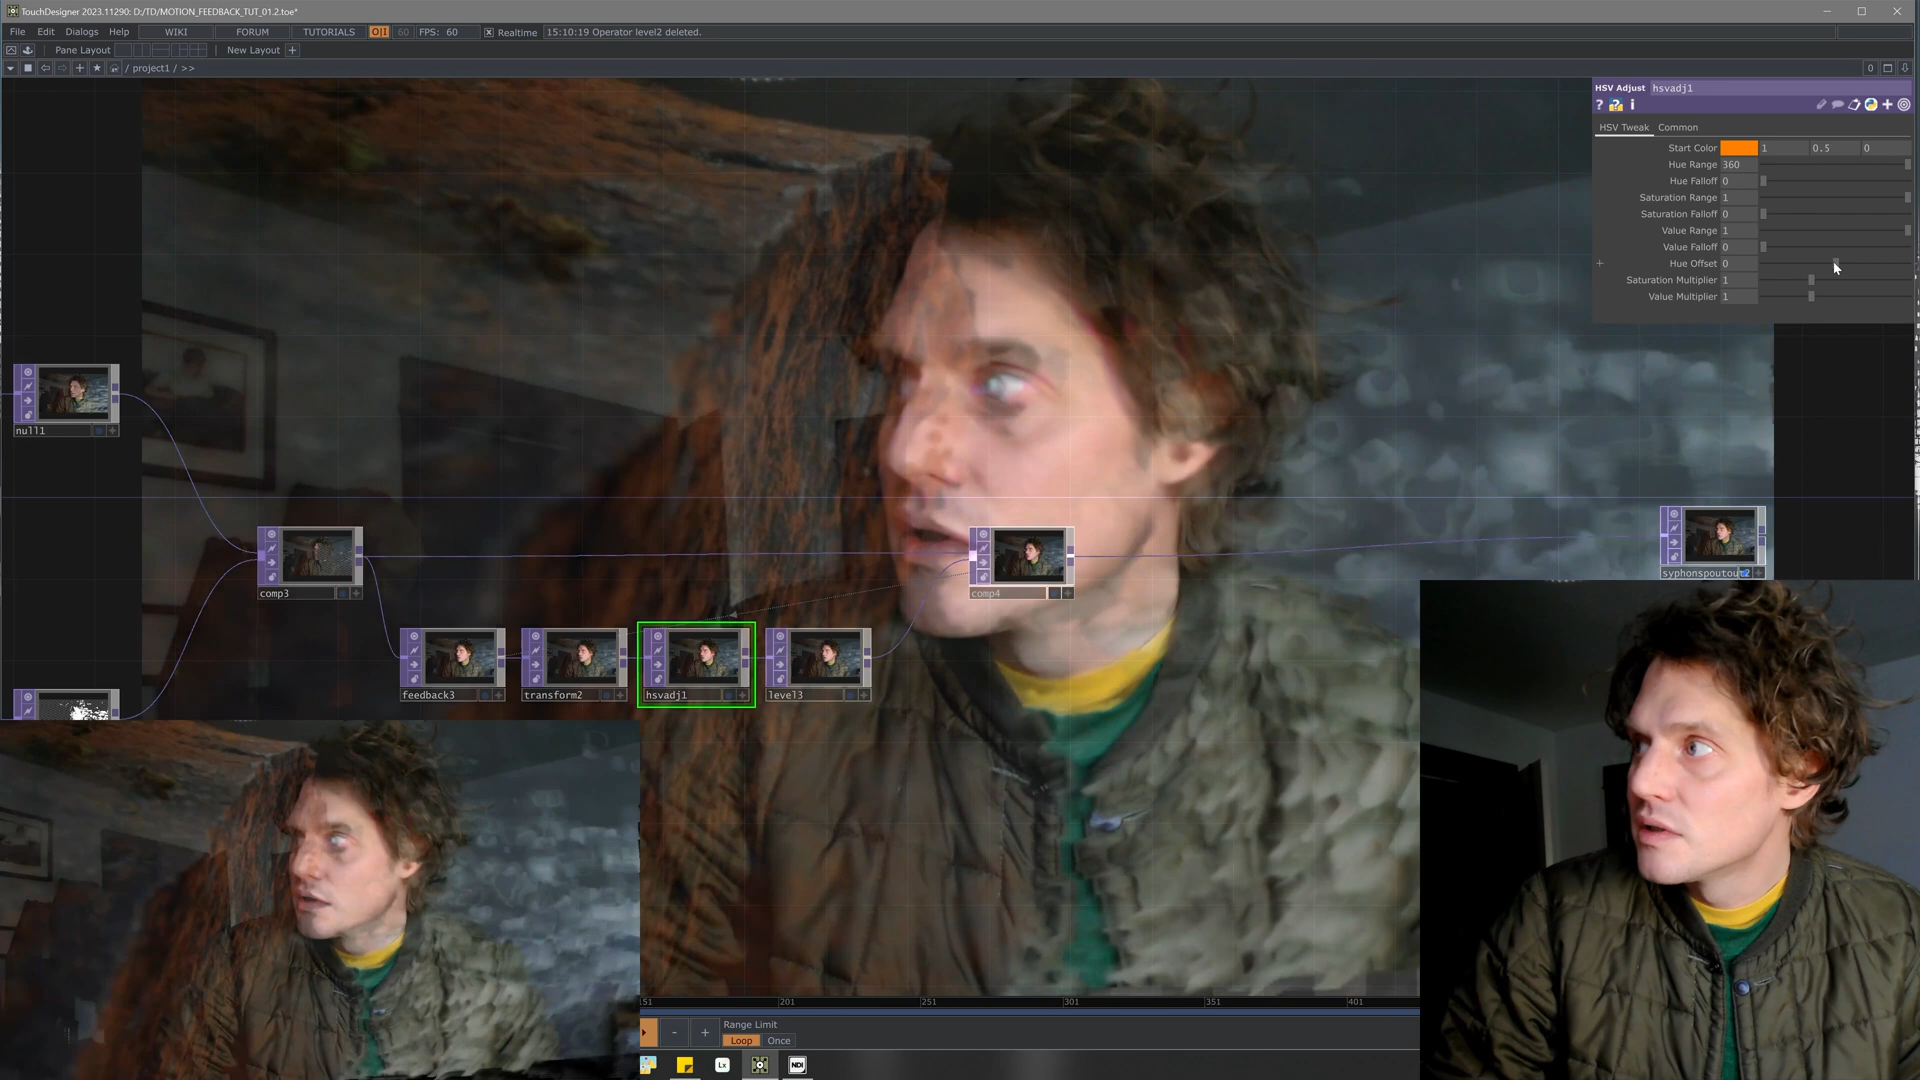 TouchDesigner 2023.11290: D:/TD/MOTION_FEEDBACK_TUT_01.2.toe*
File Edit Dialogs Help WIKI FORUM TUTORIALS O|I 60 FPS: 60 Realtime 15:10:19 Operator level2 deleted.
Pane Layout New Layout +
/ project1 / >> 0
HSV Adjust hsvadj1
? i
HSV Tweak Common
Start Color 1 0.5 0
Hue Range 360
Hue Falloff 0
Saturation Range 1
Saturation Falloff 0
Value Range 1
Value Falloff 0
Hue Offset 0
Saturation Multiplier 1
Value Multiplier 1
null1
comp3
comp4
feedback3
transform2
hsvadj1
level3
51 201 251 301 351 401
- + Range Limit
Loop Once
Lx NDI